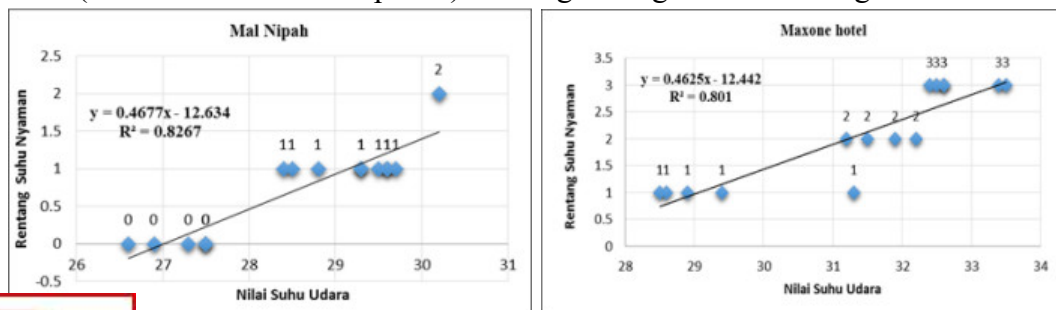 Mal Nipah
2.5
2
1.5
1
0.5
0
-0.5
Rentang Suhu Nyaman
y = 0.4677x - 12.634
R² = 0.8267
0 0 0 0
11 1 1 111
2
26 27 28 29 30 31
Nilai Suhu Udara
Maxone hotel
3.5
3
2.5
2
1.5
1
0.5
0
Rentang Suhu Nyaman
y = 0.4625x - 12.442
R² = 0.801
11 1 1 1
2 2 2 2
333 33
28 29 30 31 32 33 34
Nilai Suhu Udara